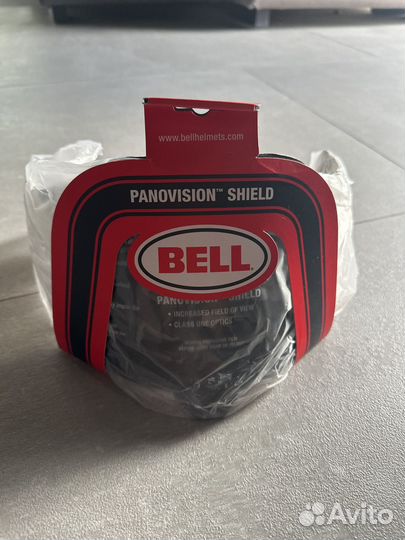 www.bellhelmets.com
PANOVISION™ SHIELD
BELL
PANOVISION™ SHIELD
• INCREASED FIELD OF VIEW
• CLASS ONE OPTICS
Avito